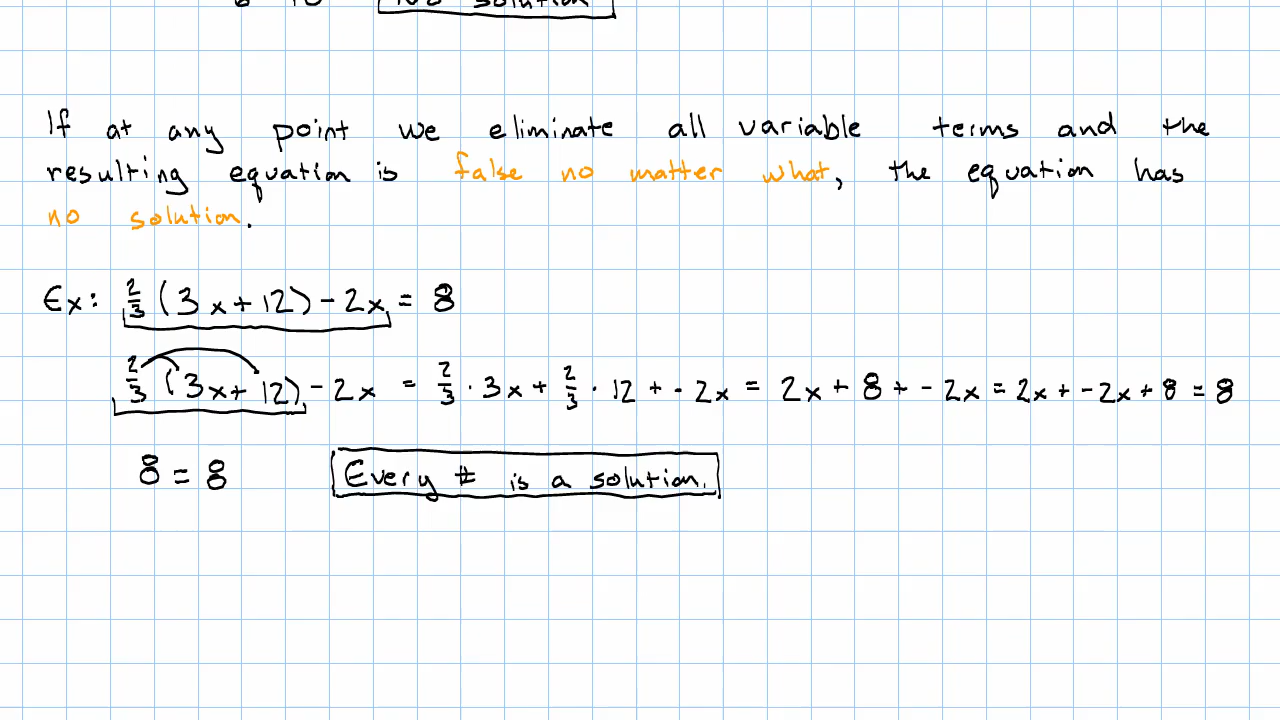 No solution
If at any point we eliminate all variable terms and the
resulting equation is false no matter what, the equation has
no solution.
Ex: 2/3 (3x+12) - 2x = 8
2/3 (3x+12) - 2x = 2/3 · 3x + 2/3 · 12 + - 2x = 2x + 8 + - 2x = 2x + -2x + 8 = 8
8 = 8 Every # is a solution.